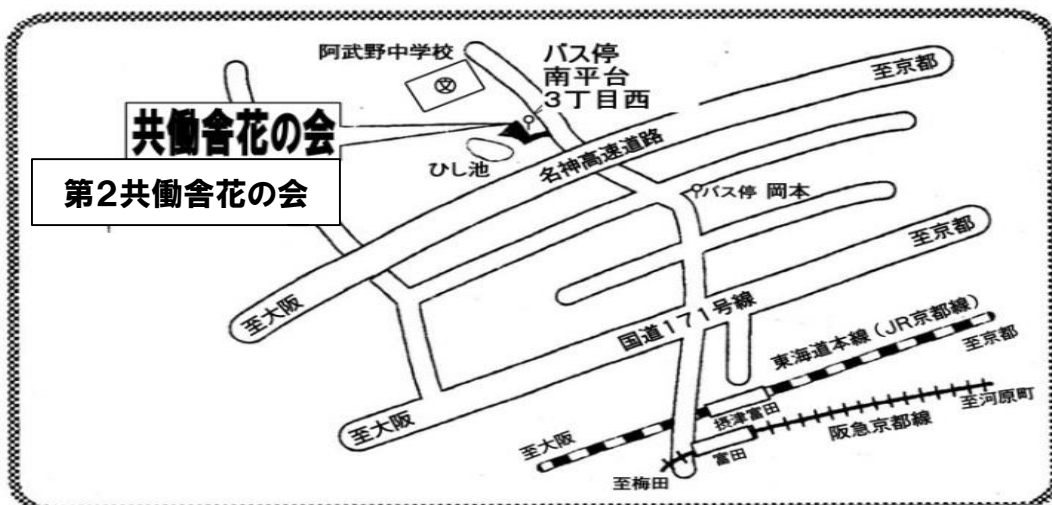 阿武野中学校
バス停
南平台
3丁目西
至京都
共働舎花の会
第2共働舎花の会
ひし池
名神高速道路
バス停 岡本
至京都
至大阪
国道171号線
東海道本線(JR京都線)
至京都
至大阪
摂津富田
至河原町
阪急京都線
至大阪
富田
至梅田